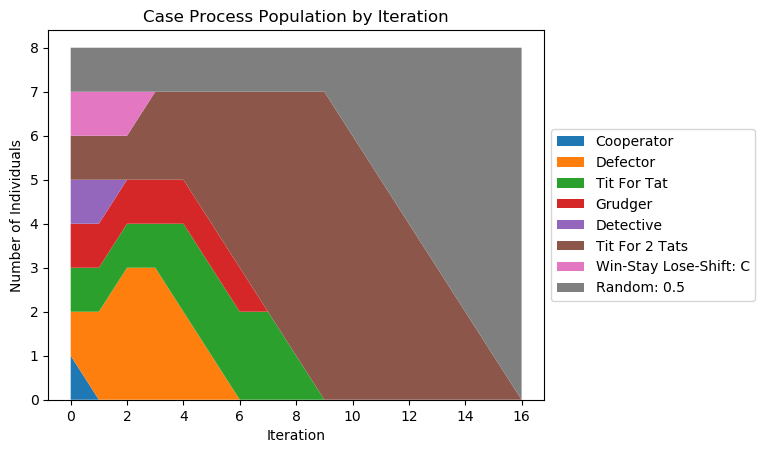 Case Process Population by Iteration
Number of Individuals
8
7
6
5
4
3
2
1
0
0 2 4 6 8 10 12 14 16
Iteration
Cooperator
Defector
Tit For Tat
Grudger
Detective
Tit For 2 Tats
Win-Stay Lose-Shift: C
Random: 0.5